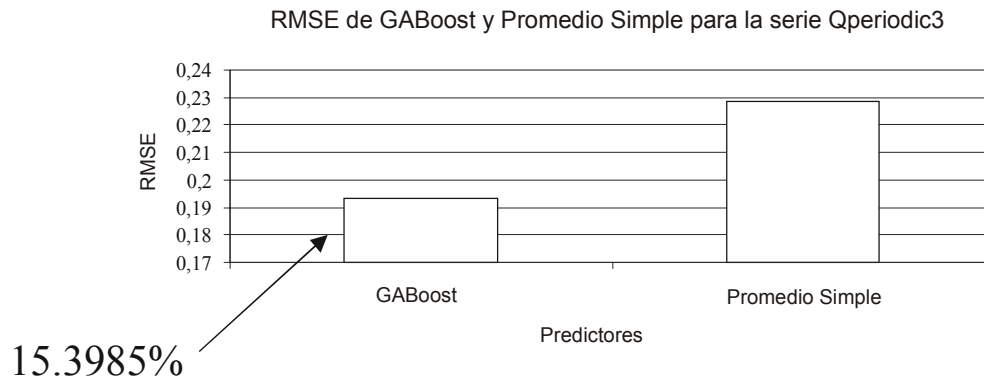 RMSE de GABoost y Promedio Simple para la serie Qperiodic3
0,24
0,23
0,22
0,21
0,2
0,19
0,18
0,17
RMSE
GABoost
Promedio Simple
Predictores
15.3985%